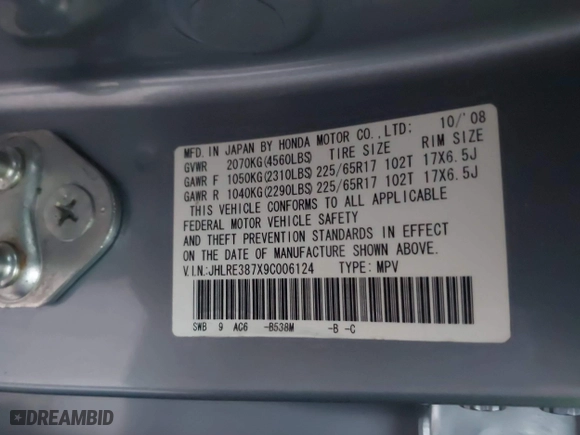 MFD. IN JAPAN BY HONDA MOTOR CO., LTD: 10/'08
GVWR 2070KG(4560LBS) TIRE SIZE RIM SIZE
GAWR F 1050KG(2310LBS) 225/65R17 102T 17X6.5J
GAWR R 1040KG(2290LBS) 225/65R17 102T 17X6.5J
THIS VEHICLE CONFORMS TO ALL APPLICABLE
FEDERAL MOTOR VEHICLE SAFETY
AND THEFT PREVENTION STANDARDS IN EFFECT
ON THE DATE OF MANUFACTURE SHOWN ABOVE.
V.I.N.:JHLRE387X9C006124 TYPE: MPV
SWB 9 AC6 -B538M -B -C
DREAMBID